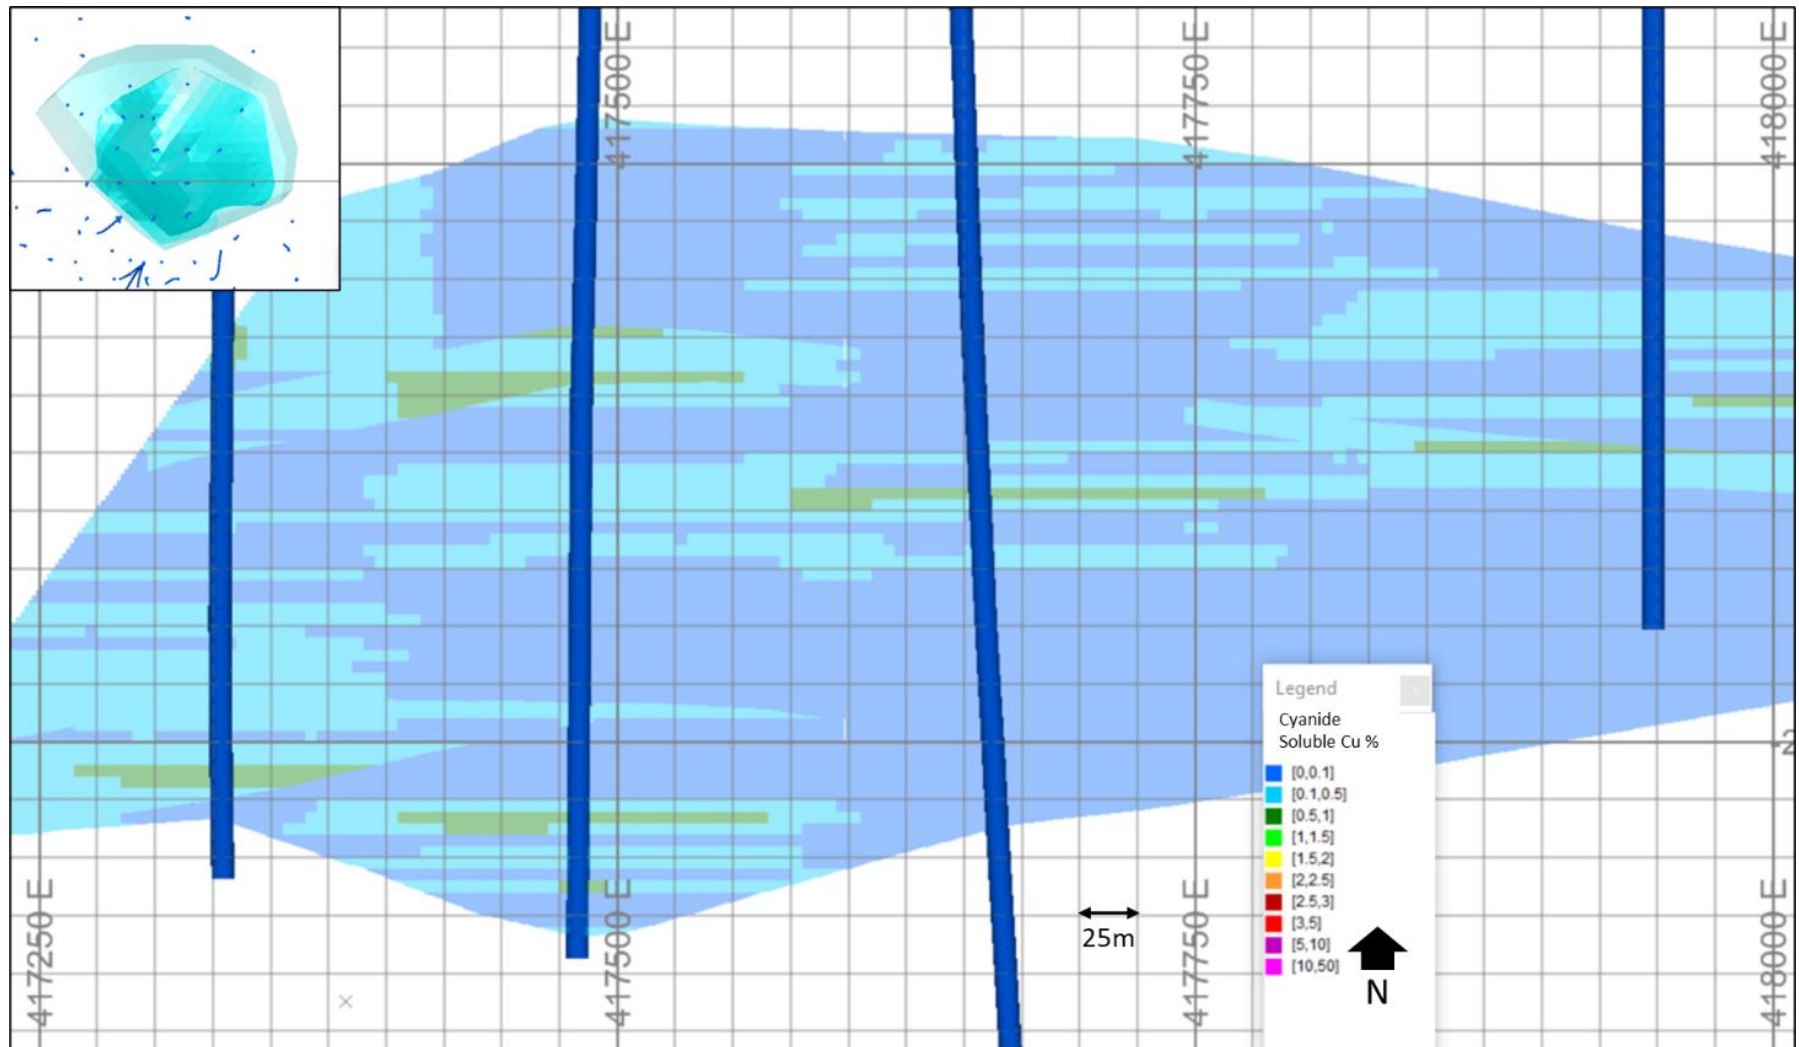 417500 E
417750 E
418000 E
Legend
Cyanide
Soluble Cu %
[0,0.1]
[0.1,0.5]
[0.5,1]
[1,1.5]
[1.5,2]
[2,2.5]
[2.5,3]
[3,5]
[5,10]
[10,50]
25m
N
417250 E
417500 E
417750 E
418000 E